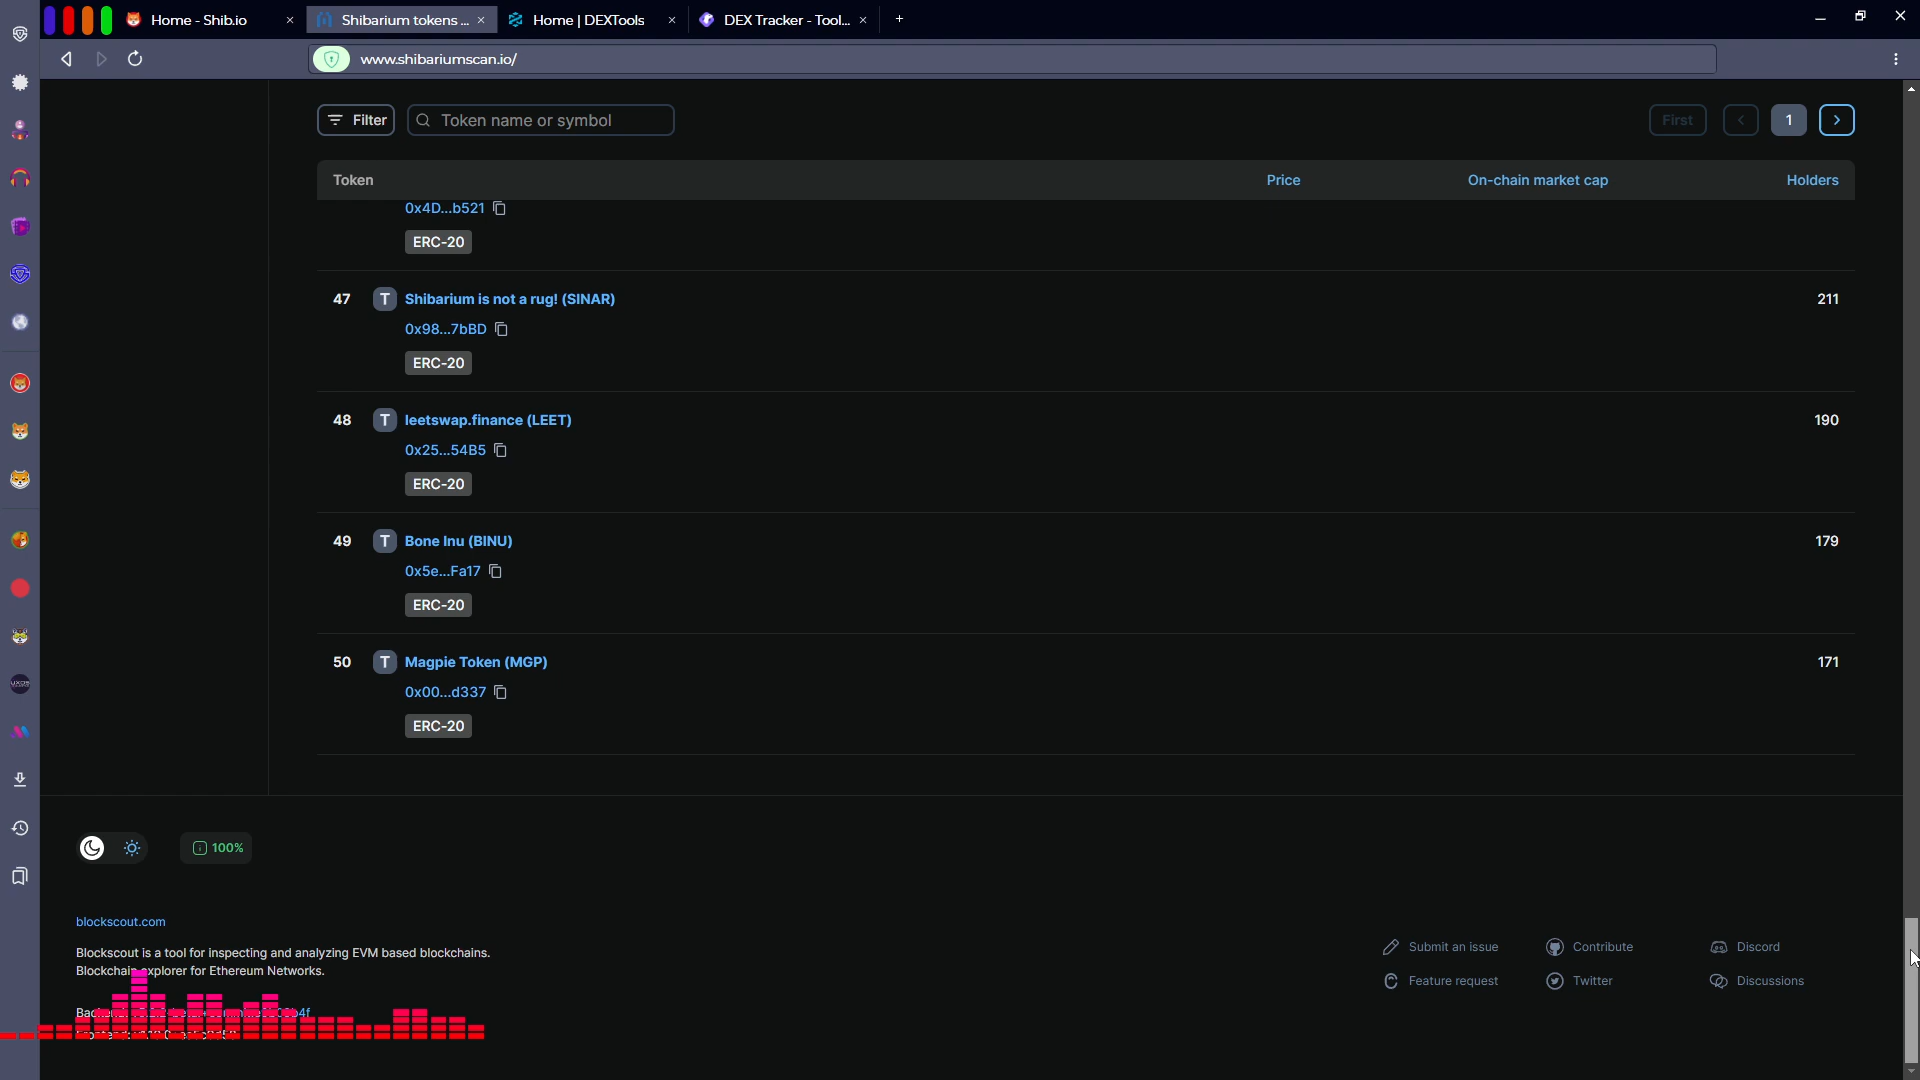 Home - Shib.io
Shibarium tokens ...
Home | DEXTools
DEX Tracker - Tool...
www.shibariumscan.io/
Filter
Token name or symbol
First
1
Token
Price
On-chain market cap
Holders
0x4D...b521
ERC-20
47
T
Shibarium is not a rug! (SINAR)
211
0x98...7bBD
ERC-20
48
T
leetswap.finance (LEET)
190
0x25...54B5
ERC-20
49
T
Bone Inu (BINU)
179
0x5e...Fa17
ERC-20
50
T
Magpie Token (MGP)
171
0x00...d337
ERC-20
100%
blockscout.com
Blockscout is a tool for inspecting and analyzing EVM based blockchains.
Blockchain explorer for Ethereum Networks.
Submit an issue
Contribute
Discord
Feature request
Twitter
Discussions